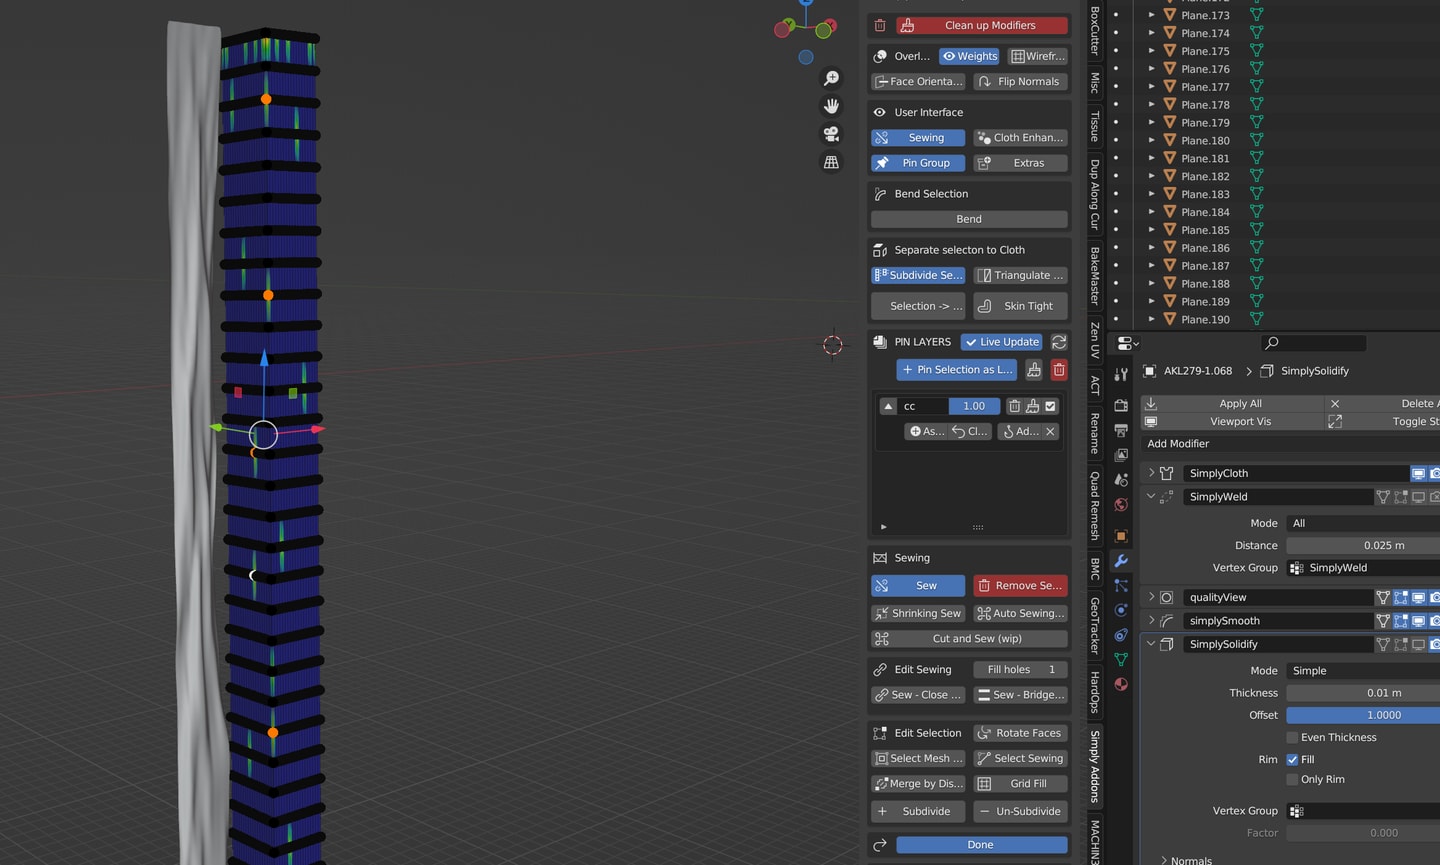 Clean up Modifiers
Overl... Weights Wirefr...
Face Orienta... Flip Normals
User Interface
Sewing Cloth Enhan...
Pin Group Extras
Bend Selection
Bend
Separate selecton to Cloth
Subdivide Se... Triangulate ...
Selection -> ... Skin Tight
PIN LAYERS Live Update
+ Pin Selection as L...
cc 1.00
As... Cl... Ad...
Sewing
Sew Remove Se...
Shrinking Sew Auto Sewing...
Cut and Sew (wip)
Edit Sewing Fill holes 1
Sew - Close ... Sew - Bridge...
Edit Selection Rotate Faces
Select Mesh ... Select Sewing
Merge by Dis... Grid Fill
+ Subdivide − Un-Subdivide
Done
BoxCutter
Misc
Tissue
Dup Along Cur
BakeMaster
Zen UV
ACT
Rename
Quad Remesh
BMC
GeoTracker
HardOps
Simply Addons
MACHIN3
Plane.173
Plane.174
Plane.175
Plane.176
Plane.177
Plane.178
Plane.179
Plane.180
Plane.181
Plane.182
Plane.183
Plane.184
Plane.185
Plane.186
Plane.187
Plane.188
Plane.189
Plane.190
AKL279-1.068 > SimplySolidify
Apply All Delete A
Viewport Vis Toggle St
Add Modifier
SimplyCloth
SimplyWeld
Mode All
Distance 0.025 m
Vertex Group SimplyWeld
qualityView
simplySmooth
SimplySolidify
Mode Simple
Thickness 0.01 m
Offset 1.0000
Even Thickness
Rim Fill
Only Rim
Vertex Group
Factor 0.000
Normals